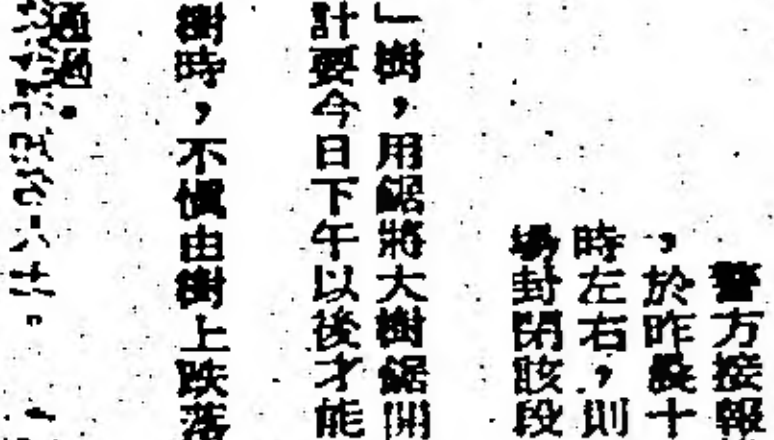 警方接報
，於昨晨十
時左右，則
場封閉該段
」樹，用鋸將大樹鋸開
計要今日下午以後才能
樹時，不慎由樹上跌落
通過。